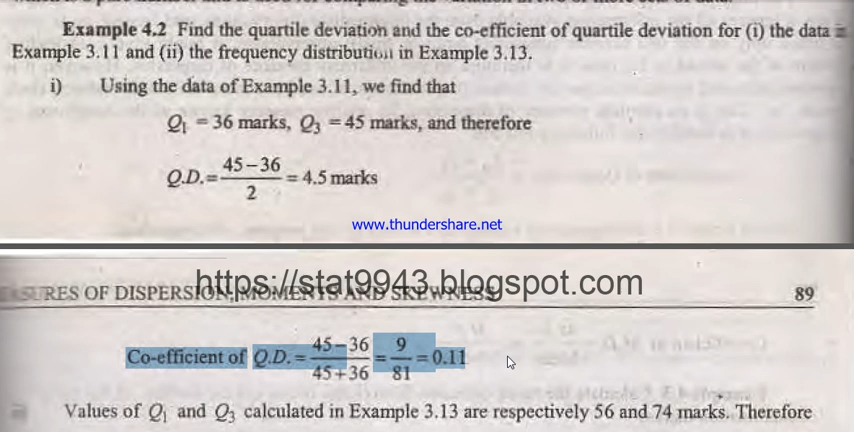 Example 4.2 Find the quartile deviation and the co-efficient of quartile deviation for (i) the data
Example 3.11 and (ii) the frequency distribution in Example 3.13.
i) Using the data of Example 3.11, we find that
Q₁ = 36 marks, Q₃ = 45 marks, and therefore
Q.D. = (45 – 36)/2 = 4.5 marks
www.thundershare.net
https://stat9943.blogspot.com
OF DISPERSION, MOMENTS AND SKEWNESS 89
Co-efficient of Q.D. = (45 – 36)/(45 + 36) = 9/81 = 0.11
Values of Q₁ and Q₃ calculated in Example 3.13 are respectively 56 and 74 marks. Therefore